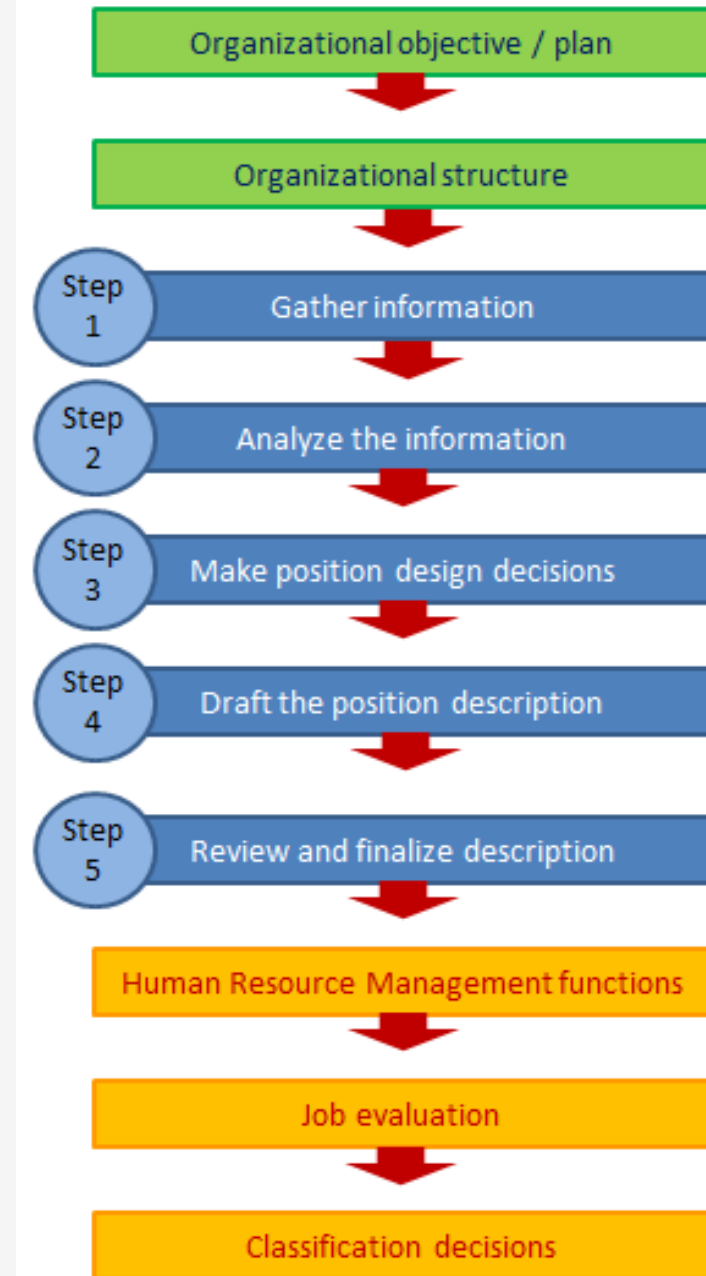 Organizational objective / plan
Organizational structure
Step
1
Gather information
Step
2
Analyze the information
Step
3
Make position design decisions
Step
4
Draft the position description
Step
5
Review and finalize description
Human Resource Management functions
Job evaluation
Classification decisions